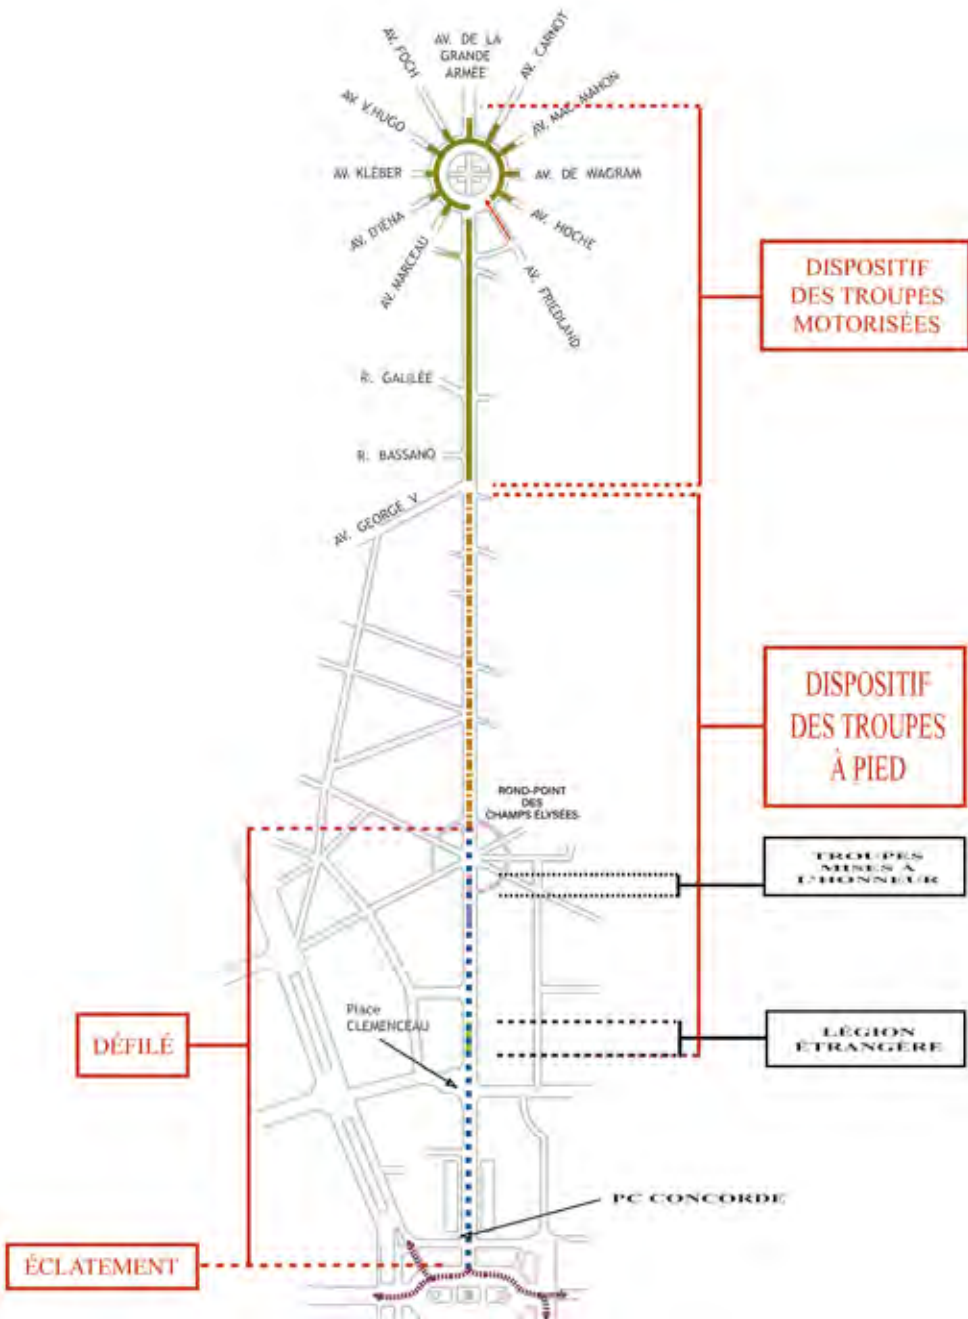 AV. FOCH
AV. DE LA
GRANDE
ARMÉE
AV. CARNOY
AV. V.HUGO
AV. MAC-MAHON
AV. KLÉBER
AV. DE WAGRAM
AV. D'IÉNA
AV. HOCHE
AV. MARCEAU
AV. FRIEDLAND
DISPOSITIF
DES TROUPES
MOTORISÉES
R. GALILÉE
R. BASSANO
AV. GEORGE V
DISPOSITIF
DES TROUPES
À PIED
ROND-POINT
DES
CHAMPS ÉLYSÉES
TROUPES
MISES A
L'HONNEUR
Place
CLEMENCEAU
DÉFILÉ
LÉGION
ÉTRANGÈRE
PC CONCORDE
ÉCLATEMENT